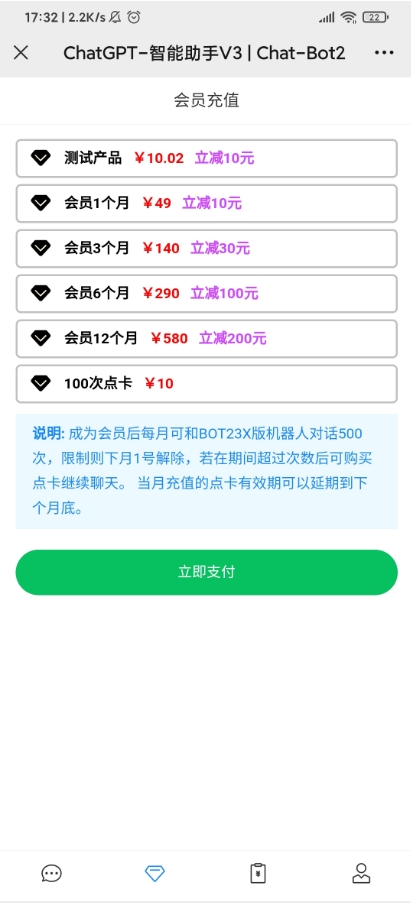 17:32 | 2.2K/s 22
ChatGPT-智能助手V3 | Chat-Bot2
会员充值
测试产品 ￥10.02 立减10元
会员1个月 ￥49 立减10元
会员3个月 ￥140 立减30元
会员6个月 ￥290 立减100元
会员12个月 ￥580 立减200元
100次点卡 ￥10
说明: 成为会员后每月可和BOT23X版机器人对话500
次，限制则下月1号解除，若在期间超过次数后可购买
点卡继续聊天。 当月充值的点卡有效期可以延期到下
个月底。
立即支付